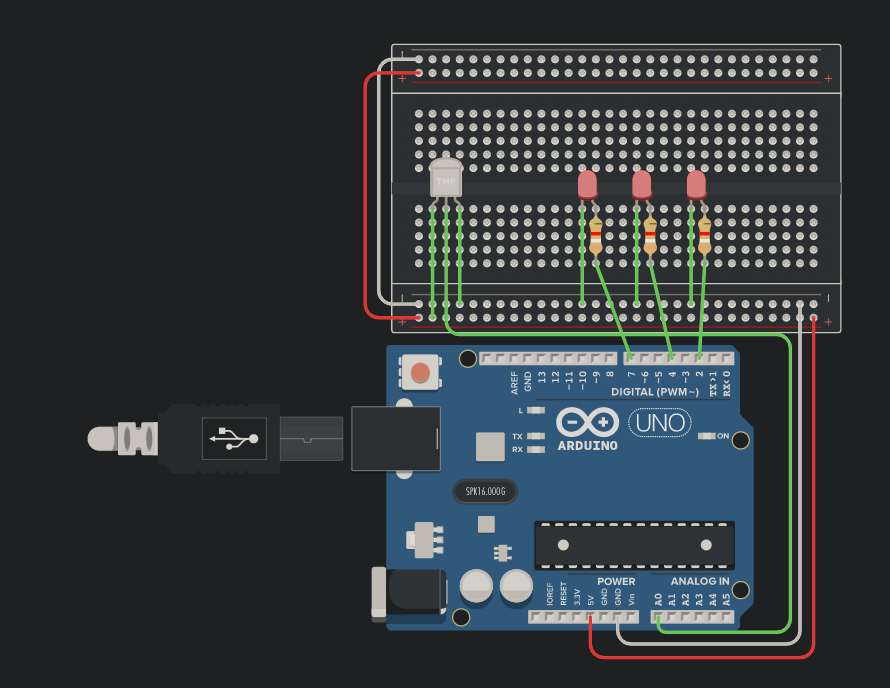 TMP
AREF
GND
13
12
~11
~10
~9
8
7
~6
~5
4
~3
2
TX>1
RX<0
DIGITAL (PWM~)
L
TX
RX
ARDUINO
UNO
ON
SPK16.000G
POWER
ANALOG IN
IOREF
RESET
3.3V
5V
GND
GND
Vin
A0
A1
A2
A3
A4
A5